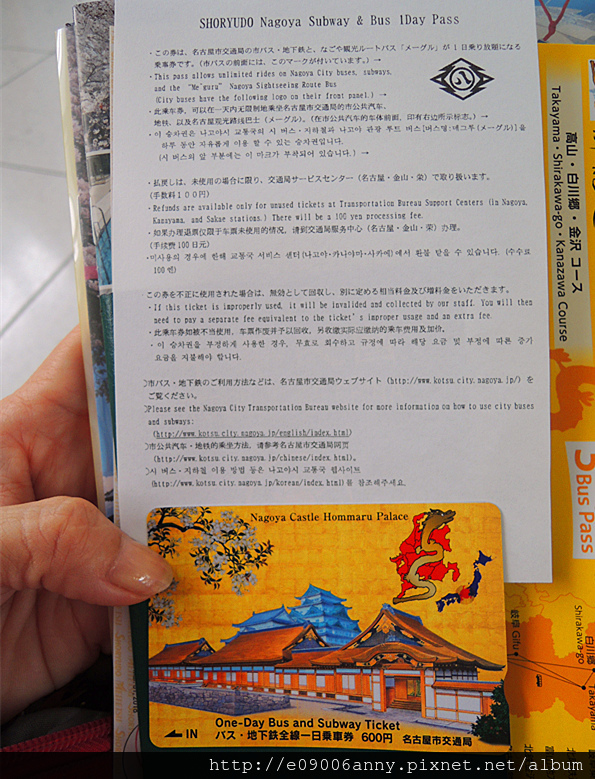 SHORYUDO Nagoya Subway & Bus 1Day Pass
・この券は、名古屋市交通局の市バス・地下鉄と、なごや観光ルートバス「メーグル」が１日乗り放題になる
乗車券です。（市バスの前面には、このマークが付いています。）→
・This pass allows unlimited rides on Nagoya City buses, subways,
and the "Me~guru" Nagoya Sightseeing Route Bus
(City buses have the following logo on their front panel.) →
・此乘车券，可以在一天内无限制地乘坐名古屋市交通局的市公共汽车、
地铁，以及名古屋观光路线巴士（メーグル）。（在市公共汽车的车体前面，印有右边所示标志。）→
・이 승차권은 나고야시 교통국의 시 버스・지하철과 나고야 관광 루트 버스[버스명:메구루(メーグル)]을
하루 동안 자유롭게 이용 할 수 있는 승차권입니다.
(시 버스의 앞 부분에는 이 마크가 부착되어 있습니다.) →
・払戻しは、未使用の場合に限り、交通局サービスセンター（名古屋・金山・栄）で取り扱います。
（手数料１００円）
・Refunds are available only for unused tickets at Transportation Bureau Support Centers (in Nagoya,
Kanayama, and Sakae stations.) There will be a 100 yen processing fee.
・如果办理退票仅限于车票未使用的情况，请到交通局服务中心（名古屋・金山・荣）办理。
（手续费 100 日元）
・미사용의 경우에 한해 교통국 서비스 센터(나고야・카나야마・사카에)에서 환불 받을 수 있습니다. (수수료
100 엔)
この券を不正に使用された場合は、無効として回収し、別に定める相当料金及び増料金をいただきます。
・If this ticket is improperly used, it will be invalided and collected by our staff. You will then
need to pay a separate fee equivalent to the ticket's improper usage and an extra fee.
・此乘车券如被不当使用，车票作废并予以回收，另收缴实际应缴纳的乘车费用及加价。
・이 승차권을 부정하게 사용한 경우, 무효로 회수하고 규정에 따라 해당 요금 및 부정에 따른 증가
요금을 지불해야 합니다.
市バス・地下鉄のご利用方法などは、名古屋市交通局ウェブサイト（http://www.kotsu.city.nagoya.jp/）を
ご覧ください。
Please see the Nagoya City Transportation Bureau website for more information on how to use city buses
and subways:
(http://www.kotsu.city.nagoya.jp/english/index.html)
市公共汽车・地铁的乘坐方法，请参考名古屋市交通局网页
(http://www.kotsu.city.nagoya.jp/chinese/index.html)。
시 버스・지하철 이용 방법 등은 나고야시 교통국 웹사이트
(http://www.kotsu.city.nagoya.jp/korean/index.html)를 참조해주세요.
Nagoya Castle Hommaru Palace
IN
One-Day Bus and Subway Ticket
バス・地下鉄全線一日乗車券 600円 名古屋市交通局
高山・白川郷・金沢 コース
Takayama・Shirakawa-go・Kanazawa Course
5
Bus Pass
岐阜 Gifu
白川郷
Shirakawa-go
Takayama
http://e09006anny.pixnet.net/album